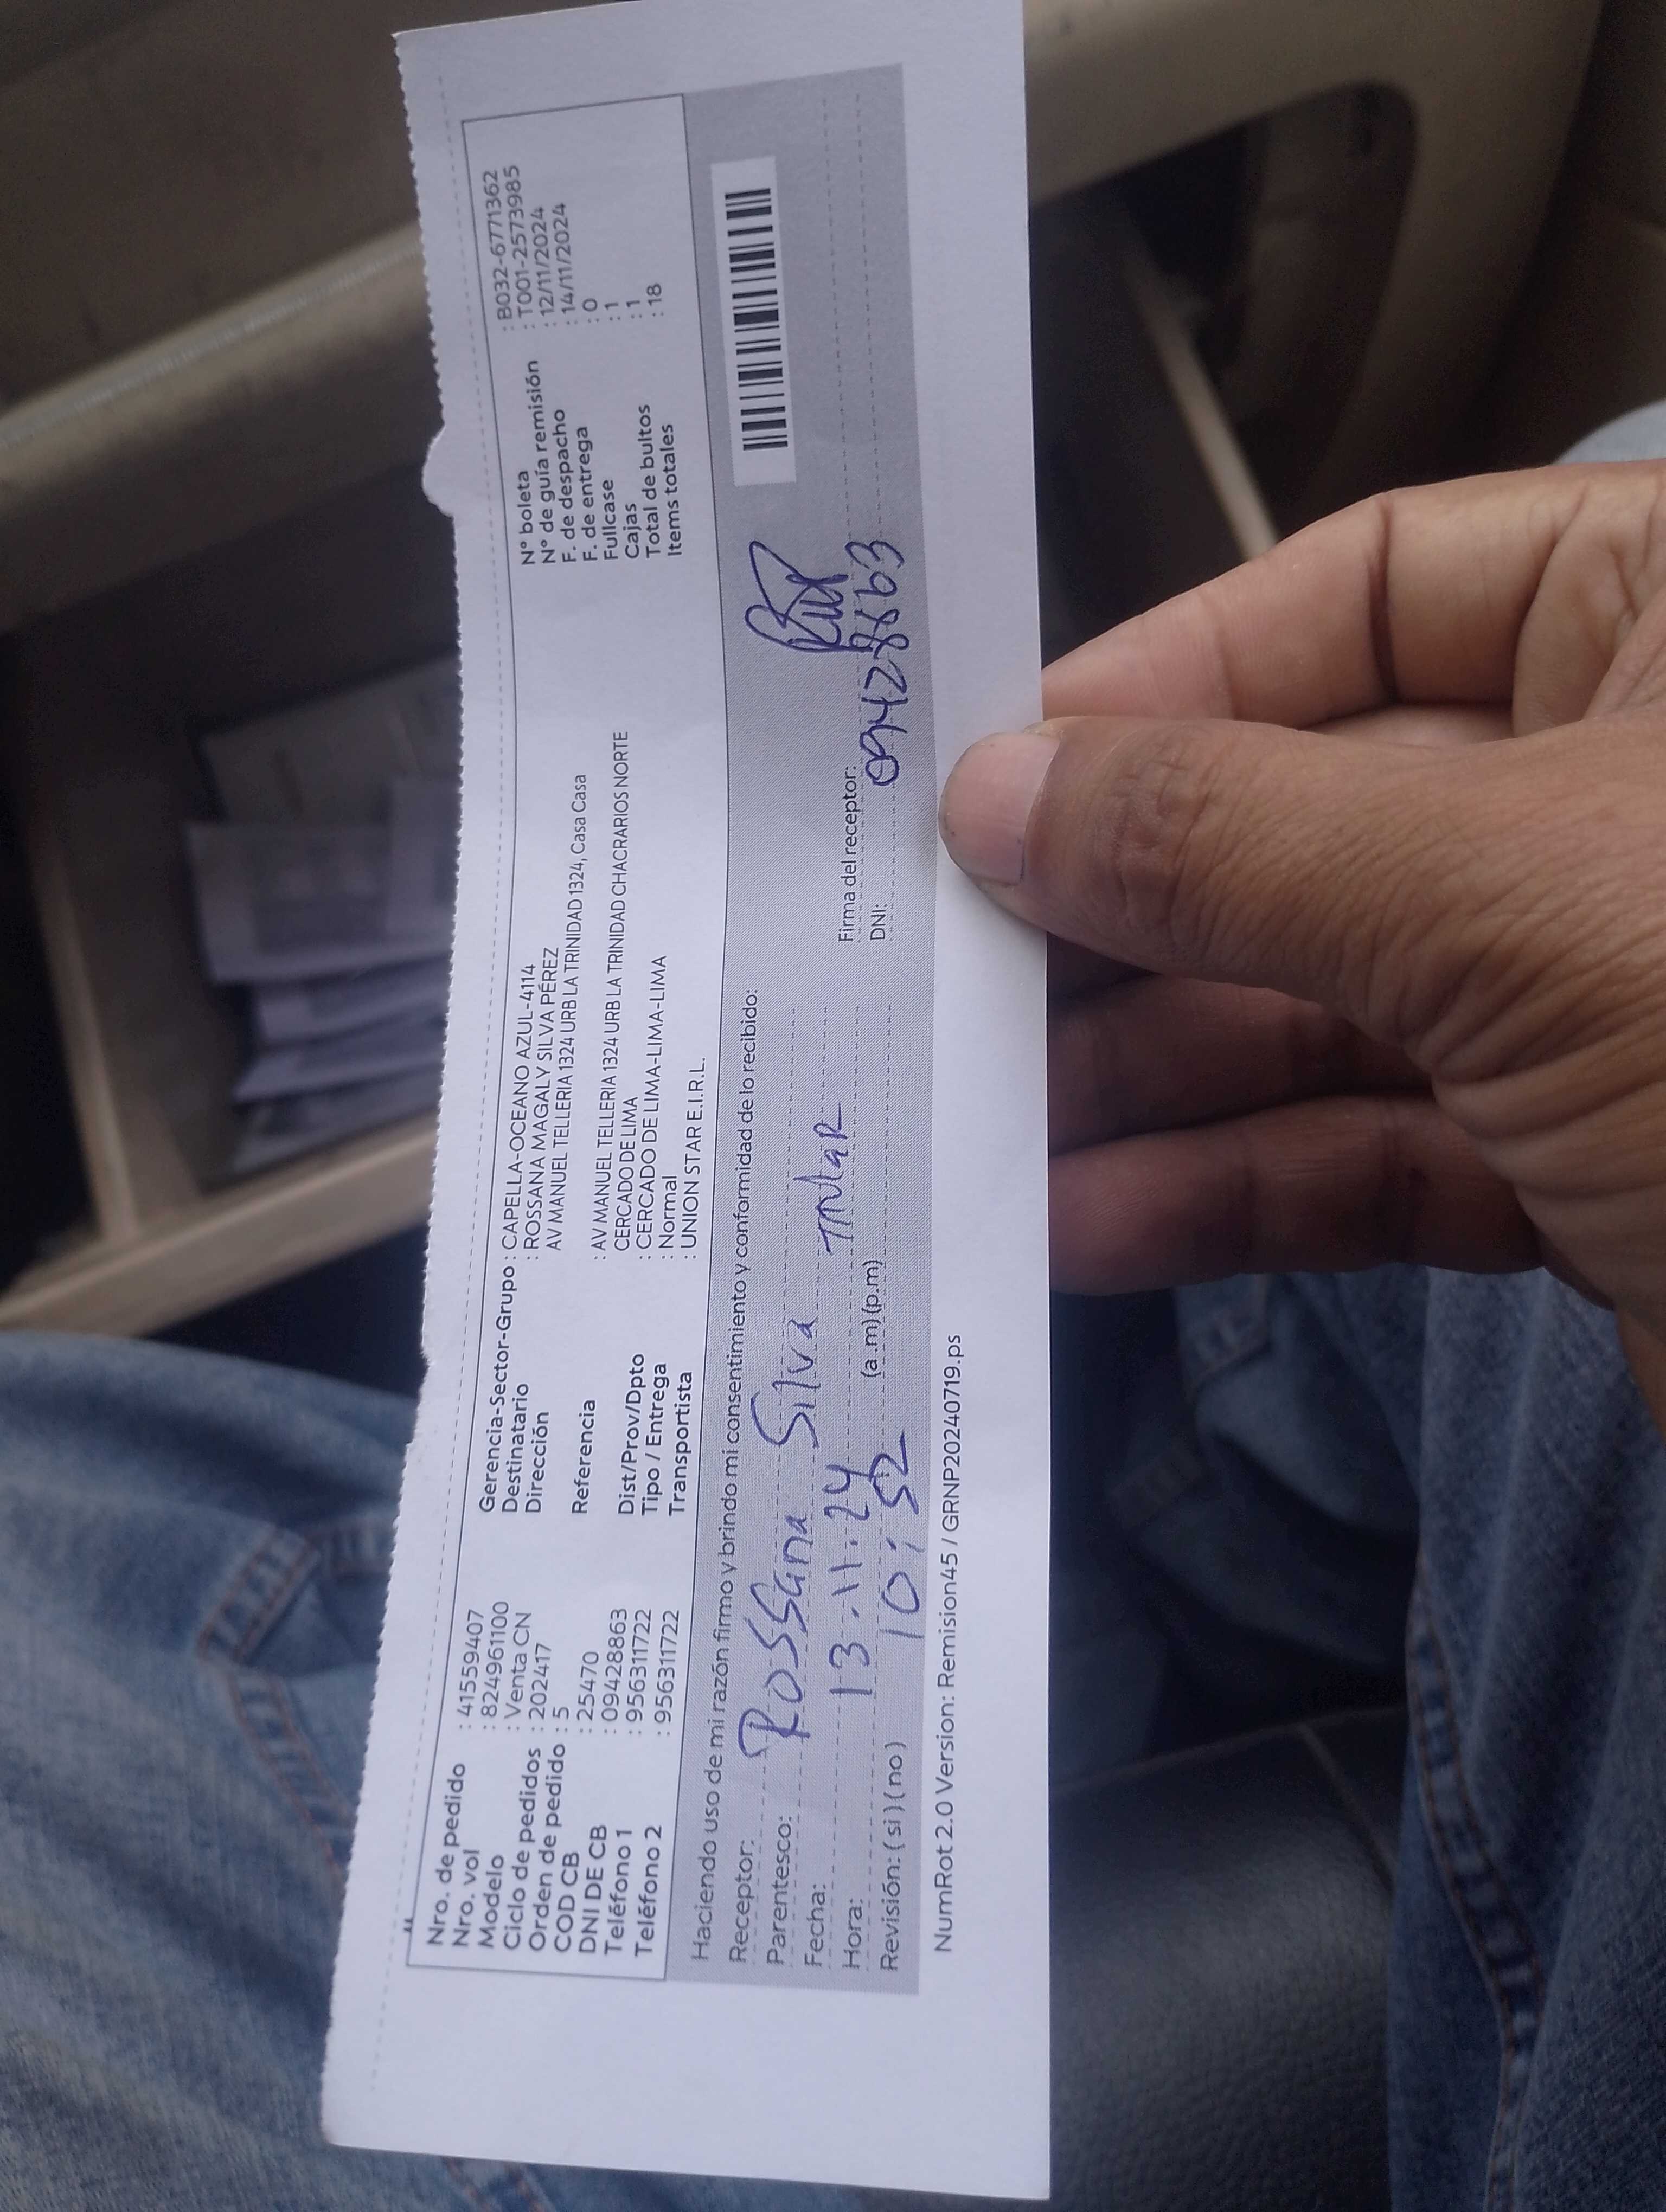 Nro. de pedido : 41559407
Nro. vol : 824961100
Modelo : Venta CN
Ciclo de pedidos : 202417
Orden de pedido : 5
COD CB : 25470
DNI DE CB : 09428863
Teléfono 1 : 956311722
Teléfono 2 : 956311722
Gerencia-Sector-Grupo : CAPELLA-OCEANO AZUL-4114
Destinatario : ROSSANA MAGALY SILVA PÉREZ
Dirección AV MANUEL TELLERIA 1324 URB LA TRINIDAD 1324, Casa Casa
Referencia : AV MANUEL TELLERIA 1324 URB LA TRINIDAD CHACRARIOS NORTE
CERCADO DE LIMA
Dist/Prov/Dpto : CERCADO DE LIMA-LIMA-LIMA
Tipo / Entrega : Normal
Transportista : UNION STAR E.I.R.L.
N° boleta : B032-6771362
N° de guía remisión : T001-2573985
F. de despacho : 12/11/2024
F. de entrega : 14/11/2024
Fullcase : 0
Cajas : 1
Total de bultos : 1
Items totales : 18
Haciendo uso de mi razón firmo y brindo mi consentimiento y conformidad de lo recibido:
Receptor: Rossana Silva
Parentesco:
Fecha: 13.11.24
Hora: 10:52 (a.m)(p.m)
Revisión: (si)(no)
Firma del receptor:
DNI: 09428863
NumRot 2.0 Version: Remision45 / GRNP20240719.ps